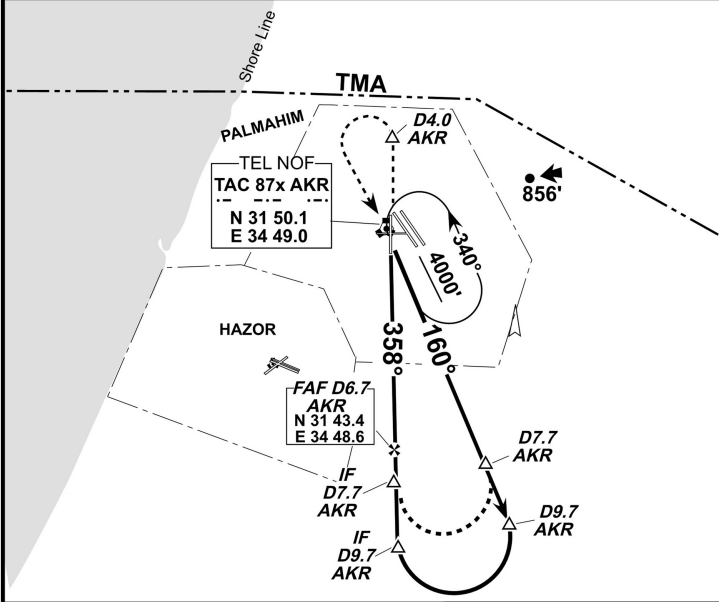 Shore Line
TMA
PALMAHIM
D4.0
AKR
TEL NOF
TAC 87x AKR
N 31 50.1
E 34 49.0
856'
340°
4000'
HAZOR
358°
160°
FAF D6.7
AKR
N 31 43.4
E 34 48.6
D7.7
AKR
IF
D7.7
AKR
D9.7
AKR
IF
D9.7
AKR